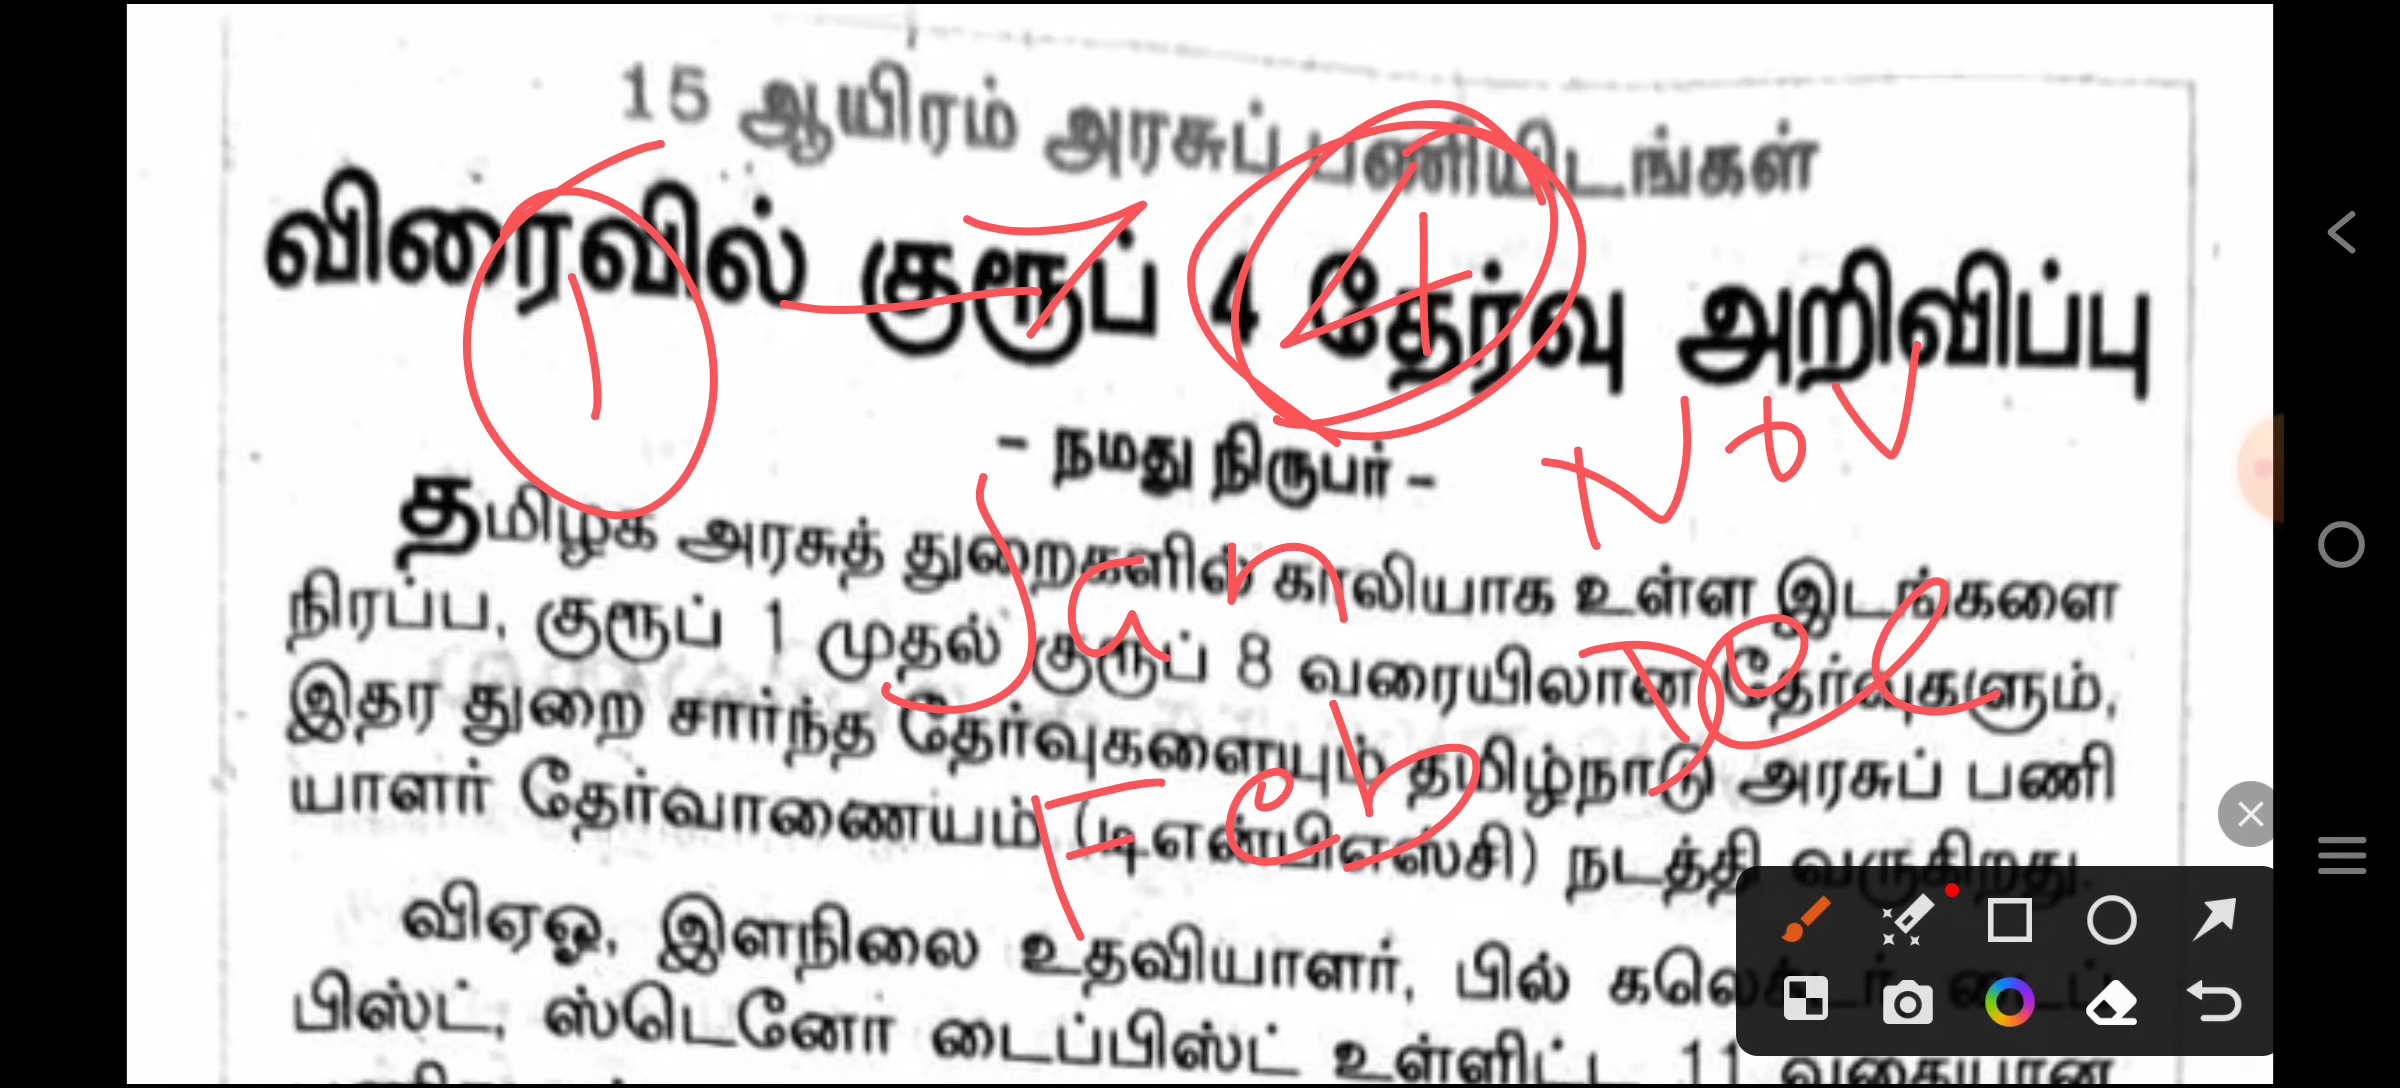 15 ஆயிரம் அரசுப் பணியிடங்கள்
விரைவில் குரூப் 4 தேர்வு அறிவிப்பு
1 4
– நமது நிருபர் –
Nov
தமிழக அரசுத் துறைகளில் காலியாக உள்ள இடங்களை
Jan
நிரப்ப, குரூப் 1 முதல் குரூப் 8 வரையிலான தேர்வுகளும்,
Dec
இதர துறை சார்ந்த தேர்வுகளையும் தமிழ்நாடு அரசுப் பணி
Feb
யாளர் தேர்வாணையம் (டிஎன்பிஎஸ்சி) நடத்தி வருகிறது.
விஏஓ, இளநிலை உதவியாளர், பில் கலெக்டர், டைப்
பிஸ்ட், ஸ்டெனோ டைப்பிஸ்ட் உள்ளிட்ட 11 வகையான